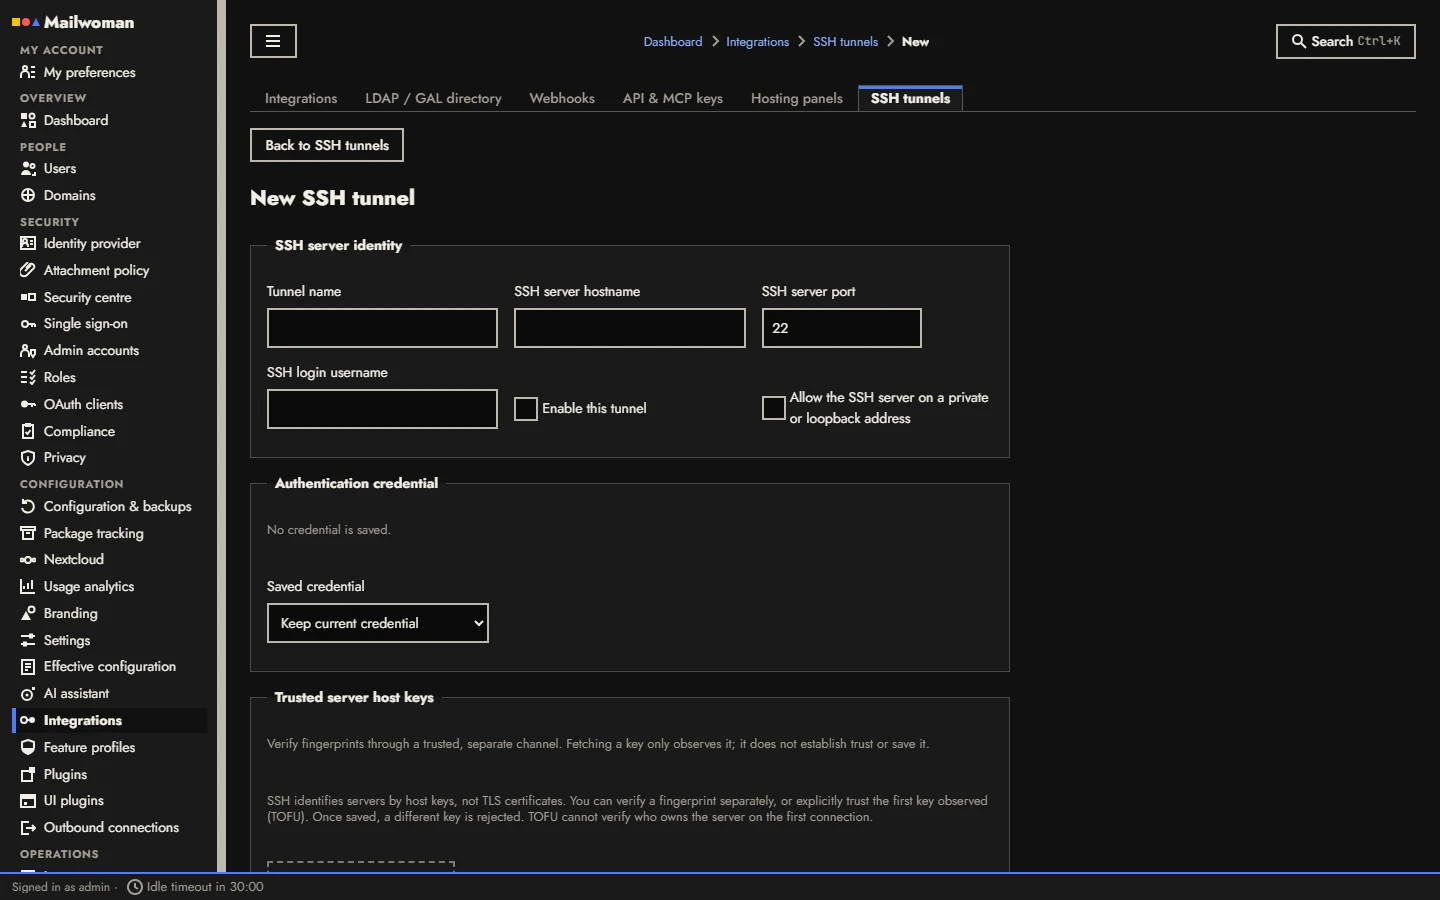 Mailwoman
MY ACCOUNT
My preferences
OVERVIEW
Dashboard
PEOPLE
Users
Domains
SECURITY
Identity provider
Attachment policy
Security centre
Single sign-on
Admin accounts
Roles
OAuth clients
Compliance
Privacy
CONFIGURATION
Configuration & backups
Package tracking
Nextcloud
Usage analytics
Branding
Settings
Effective configuration
AI assistant
Integrations
Feature profiles
Plugins
UI plugins
Outbound connections
OPERATIONS
Dashboard > Integrations > SSH tunnels > New
Search Ctrl+K
Integrations LDAP / GAL directory Webhooks API & MCP keys Hosting panels SSH tunnels
Back to SSH tunnels
New SSH tunnel
SSH server identity
Tunnel name SSH server hostname SSH server port
22
SSH login username
Enable this tunnel
Allow the SSH server on a private
or loopback address
Authentication credential
No credential is saved.
Saved credential
Keep current credential
Trusted server host keys
Verify fingerprints through a trusted, separate channel. Fetching a key only observes it; it does not establish trust or save it.
SSH identifies servers by host keys, not TLS certificates. You can verify a fingerprint separately, or explicitly trust the first key observed
(TOFU). Once saved, a different key is rejected. TOFU cannot verify who owns the server on the first connection.
Signed in as admin · Idle timeout in 30:00